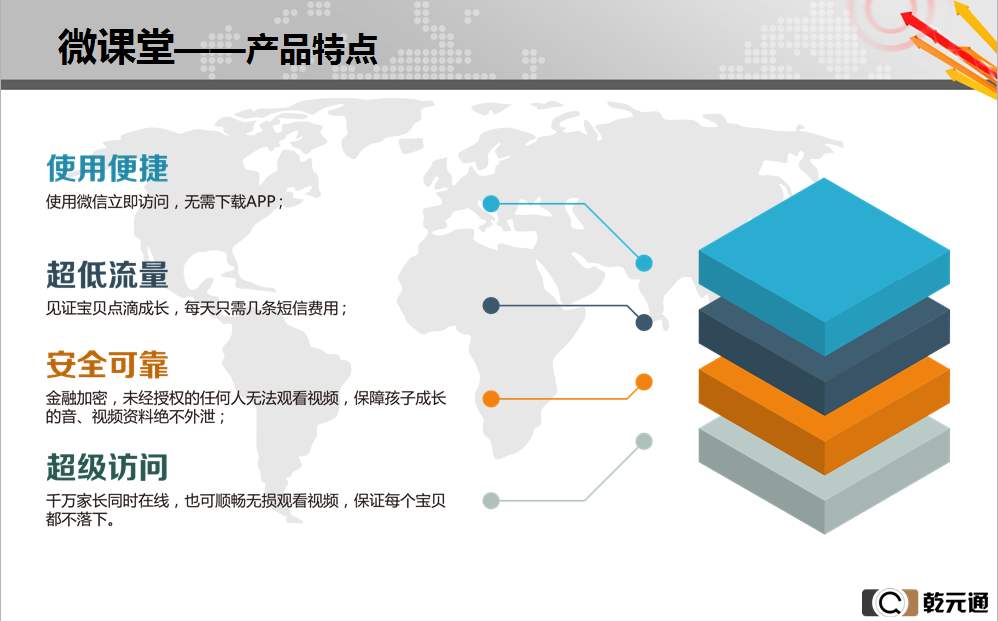 微课堂——产品特点
使用便捷
使用微信立即访问，无需下载APP；
超低流量
见证宝贝点滴成长，每天只需几条短信费用；
安全可靠
金融加密，未经授权的任何人无法观看视频，保障孩子成长
的音、视频资料绝不外泄；
超级访问
千万家长同时在线，也可顺畅无损观看视频，保证每个宝贝
都不落下。
乾元通